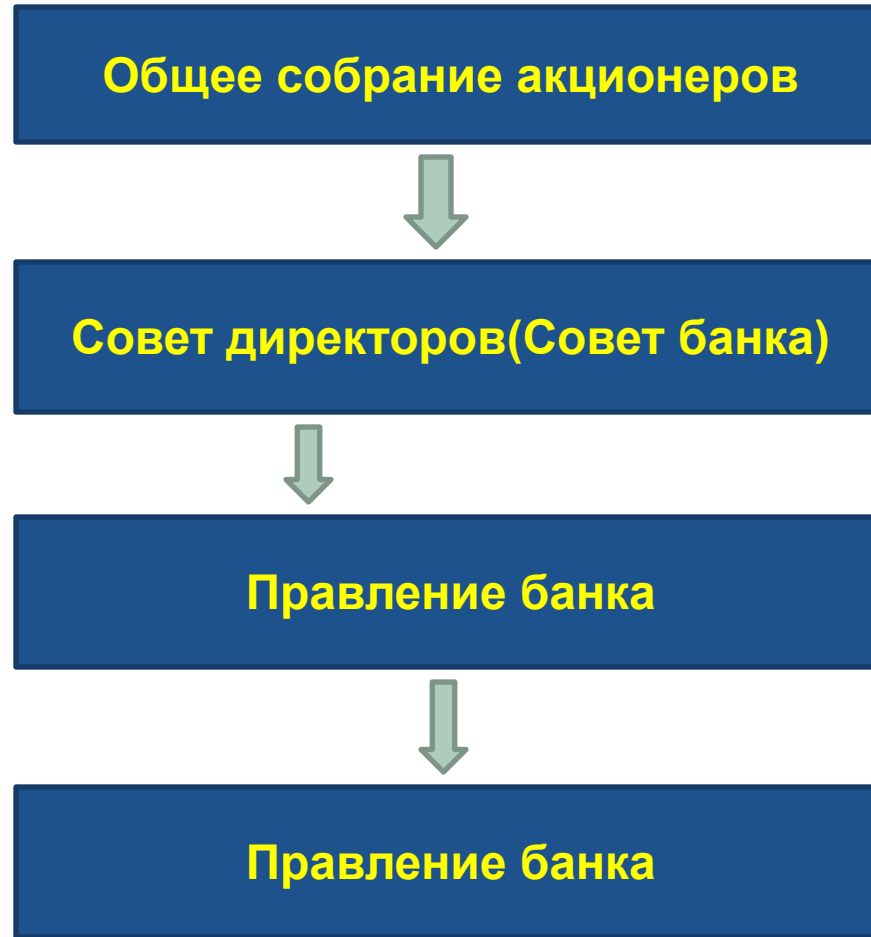 Общее собрание акционеров
Совет директоров(Совет банка)
Правление банка
Правление банка